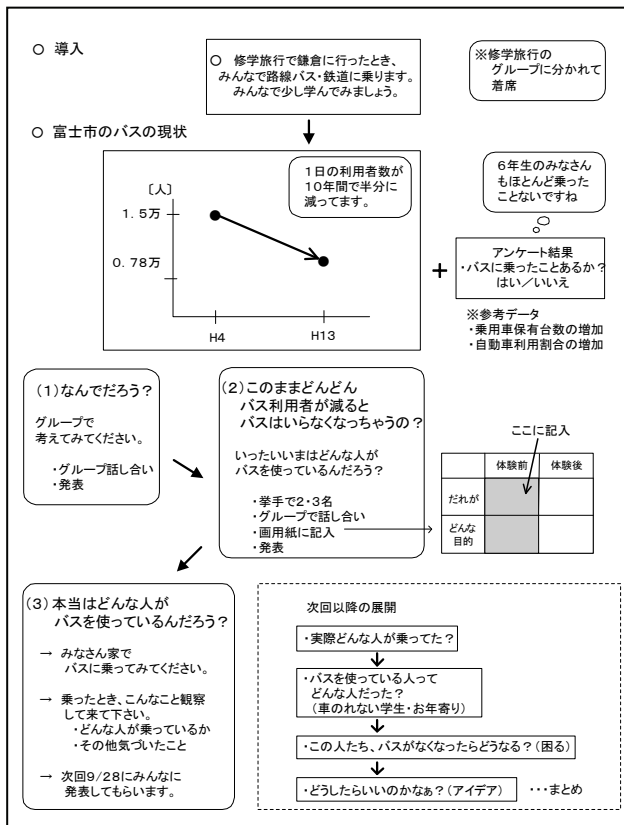 ○ 導入
○ 修学旅行で鎌倉に行ったとき、
みんなで路線バス・鉄道に乗ります。
みんなで少し学んでみましょう。
※修学旅行の
グループに分かれて
着席
○ 富士市のバスの現状
1日の利用者数が
10年間で半分に
減ってます。
〔人〕
1.5万
0.78万
H4
H13
+
6年生のみなさん
もほとんど乗った
ことないですね
アンケート結果
・バスに乗ったことあるか?
はい/いいえ
※参考データ
・乗用車保有台数の増加
・自動車利用割合の増加
(1)なんでだろう?
グループで
考えてみてください。
・グループ話し合い
・発表
(2)このままどんどん
バス利用者が減ると
バスはいらなくなっちゃうの?
いったいいまはどんな人が
バスを使っているんだろう?
・挙手で2・3名
・グループで話し合い
・画用紙に記入
・発表
ここに記入
体験前
体験後
だれが
どんな
目的
(3)本当はどんな人が
バスを使っているんだろう?
→ みなさん家で
バスに乗ってみてください。
→ 乗ったとき、こんなこと観察
して来て下さい。
・どんな人が乗っているか
・その他気づいたこと
→ 次回9/28にみんなに
発表してもらいます。
次回以降の展開
・実際どんな人が乗ってた?
・バスを使っている人って
どんな人だった?
(車のれない学生・お年寄り)
・この人たち、バスがなくなったらどうなる?(困る)
・どうしたらいいのかなぁ?(アイデア)
・・・まとめ